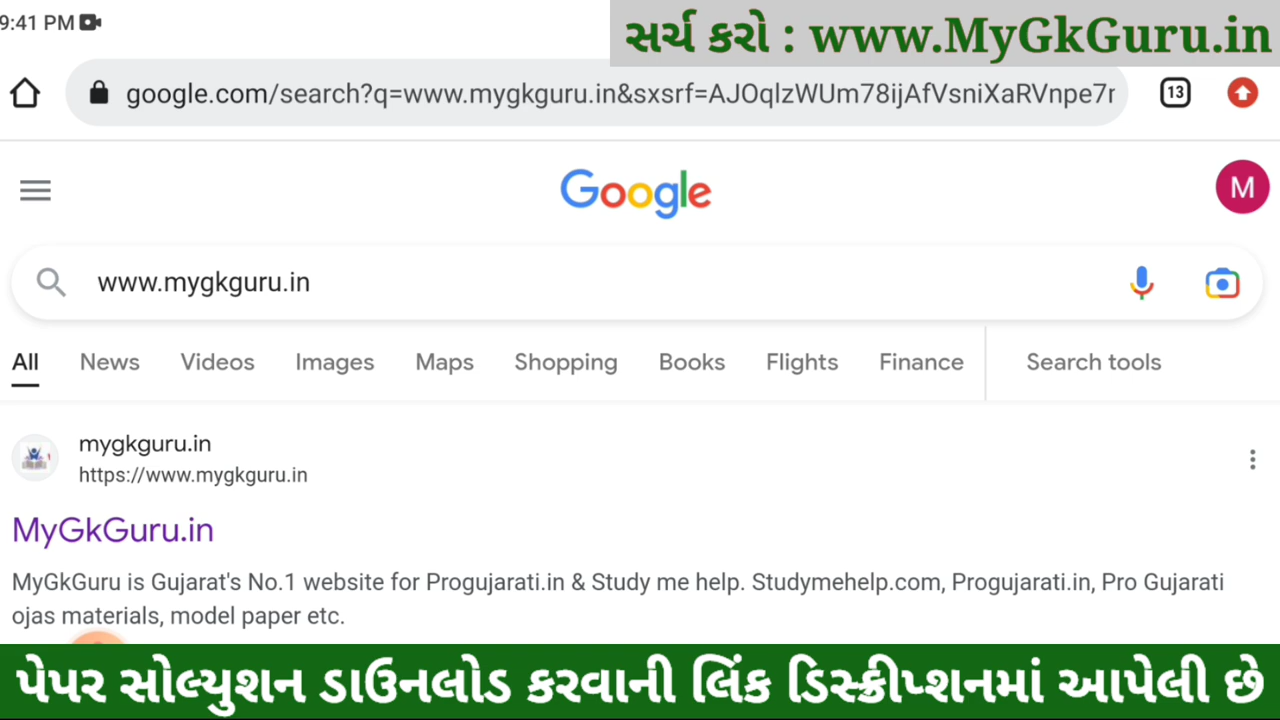 9:41 PM
સર્ચ કરો : www.MyGkGuru.in
google.com/search?q=www.mygkguru.in&sxsrf=AJOqlzWUm78ijAfVsniXaRVnpe7r
13
Google
M
www.mygkguru.in
All News Videos Images Maps Shopping Books Flights Finance Search tools
mygkguru.in
https://www.mygkguru.in
MyGkGuru.in
MyGkGuru is Gujarat's No.1 website for Progujarati.in & Study me help. Studymehelp.com, Progujarati.in, Pro Gujarati
ojas materials, model paper etc.
પેપર સોલ્યુશન ડાઉનલોડ કરવાની લિંક ડિસ્ક્રીપ્શનમાં આપેલી છે